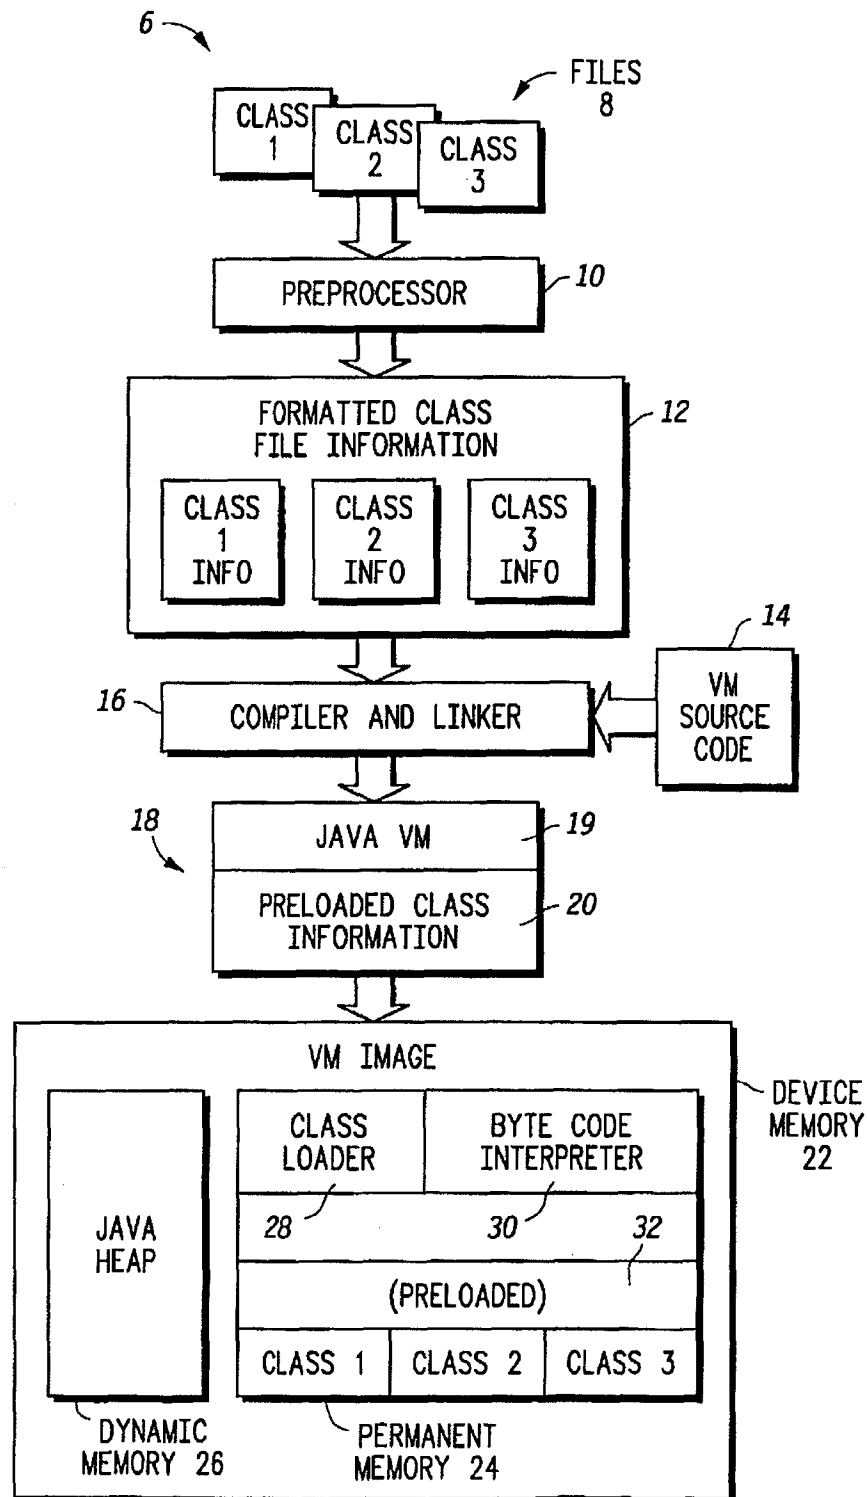 6
FILES
8
CLASS
1
CLASS
2
CLASS
3
PREPROCESSOR
10
FORMATTED CLASS
FILE INFORMATION
12
CLASS
1
INFO
CLASS
2
INFO
CLASS
3
INFO
14
VM
SOURCE
CODE
16
COMPILER AND LINKER
18
JAVA VM
19
PRELOADED CLASS
INFORMATION
20
VM IMAGE
DEVICE
MEMORY
22
JAVA
HEAP
CLASS
LOADER
BYTE CODE
INTERPRETER
28
30
32
(PRELOADED)
CLASS 1
CLASS 2
CLASS 3
DYNAMIC
MEMORY 26
PERMANENT
MEMORY 24